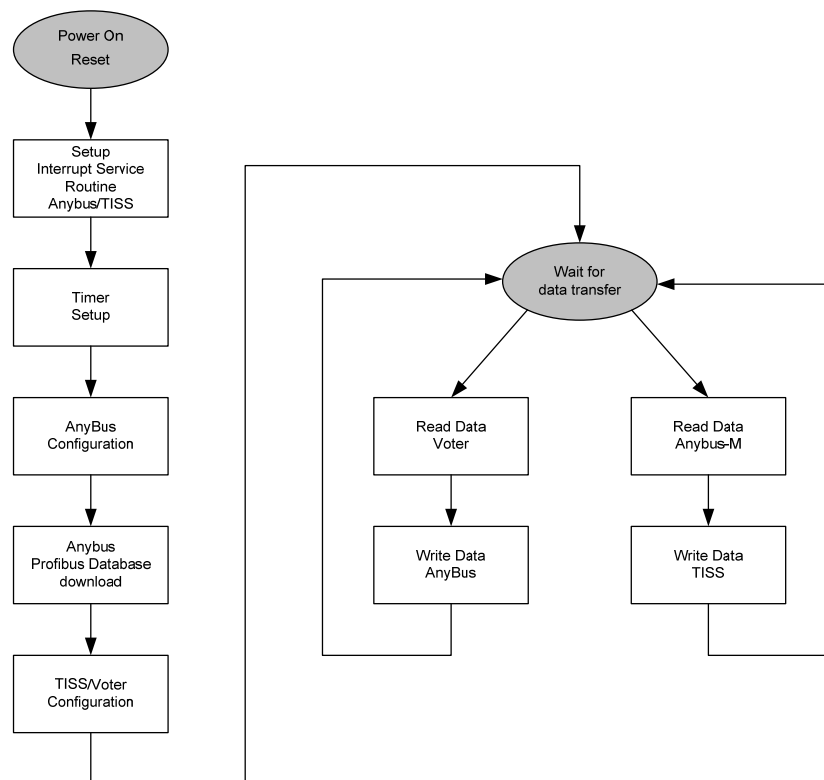 Power On
Reset
Setup
Interrupt Service
Routine
Anybus/TISS
Timer
Setup
AnyBus
Configuration
Anybus
Profibus Database
download
TISS/Voter
Configuration
Wait for
data transfer
Read Data
Voter
Write Data
AnyBus
Read Data
Anybus-M
Write Data
TISS